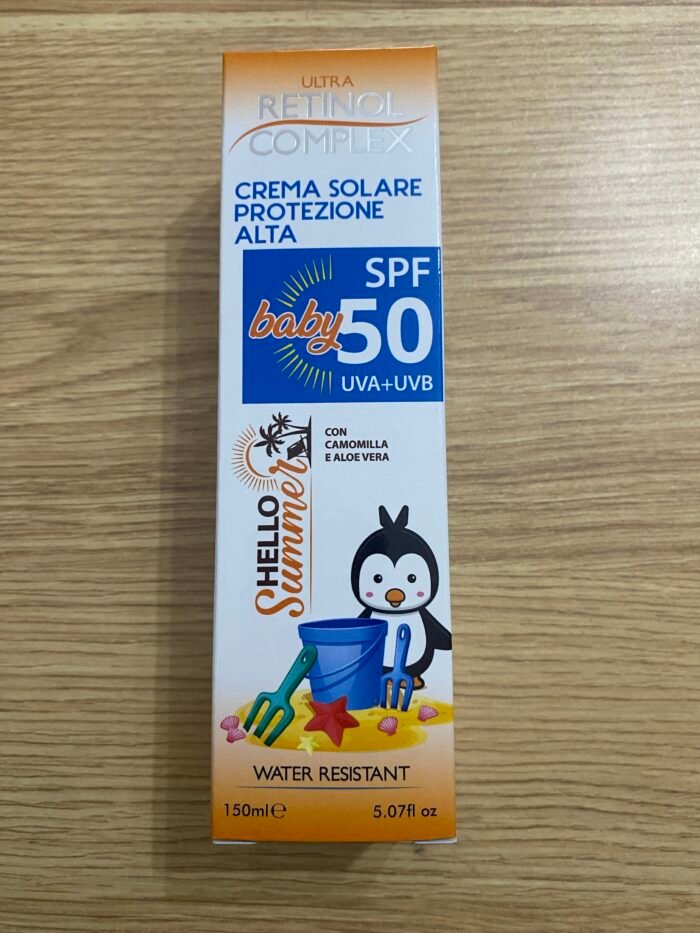 ULTRA
RETINOL
COMPLEX
CREMA SOLARE
PROTEZIONE
ALTA
SPF
baby 50
UVA+UVB
CON
CAMOMILLA
E ALOE VERA
HELLO
Summer
WATER RESISTANT
150ml℮ 5.07fl oz